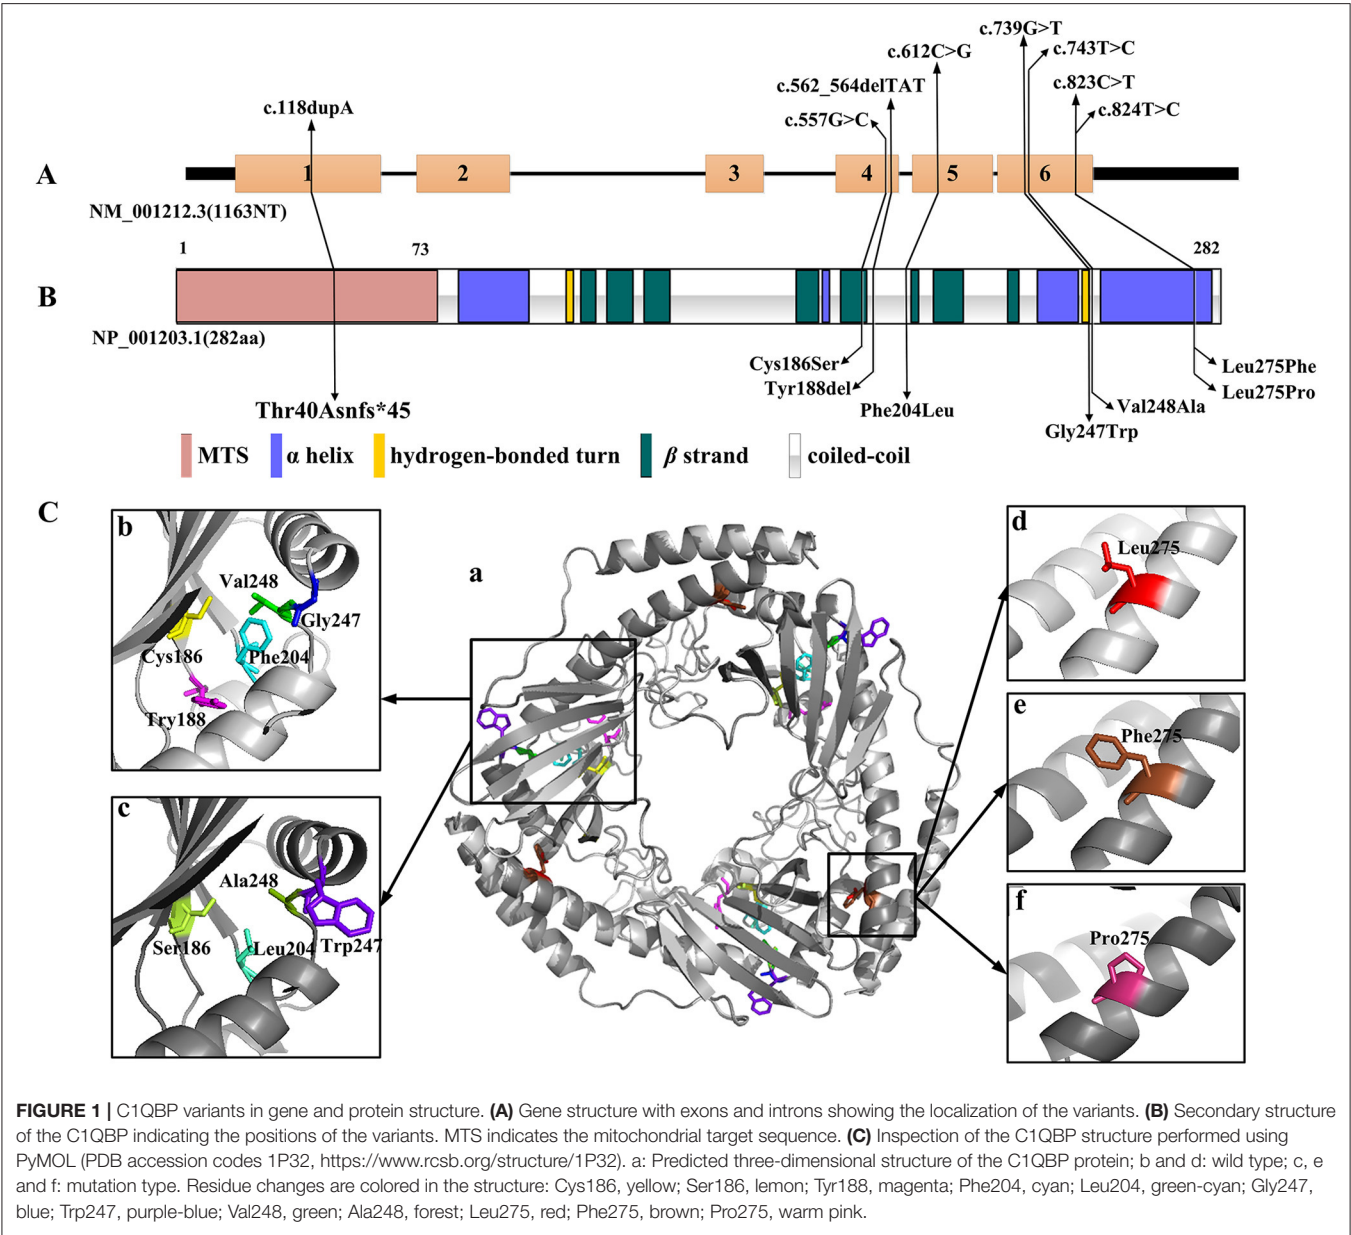 c.739G>T
c.612C>G
c.743T>C
c.562_564delTAT
c.823C>T
c.118dupA
c.557G>C
c.824T>C
A
1
2
3
4
5
6
NM_001212.3(1163NT)
1
73
282
B
NP_001203.1(282aa)
Cys186Ser
Leu275Phe
Tyr188del
Leu275Pro
Thr40Asnfs*45
Phe204Leu
Val248Ala
Gly247Trp
MTS
α helix
hydrogen-bonded turn
β strand
coiled-coil
C
b
Val248
Gly247
Cys186
Phe204
Try188
c
Ala248
Ser186
Leu204
Trp247
a
d
Leu275
e
Phe275
f
Pro275
FIGURE 1 | C1QBP variants in gene and protein structure. (A) Gene structure with exons and introns showing the localization of the variants. (B) Secondary structure
of the C1QBP indicating the positions of the variants. MTS indicates the mitochondrial target sequence. (C) Inspection of the C1QBP structure performed using
PyMOL (PDB accession codes 1P32, https://www.rcsb.org/structure/1P32). a: Predicted three-dimensional structure of the C1QBP protein; b and d: wild type; c, e
and f: mutation type. Residue changes are colored in the structure: Cys186, yellow; Ser186, lemon; Tyr188, magenta; Phe204, cyan; Leu204, green-cyan; Gly247,
blue; Trp247, purple-blue; Val248, green; Ala248, forest; Leu275, red; Phe275, brown; Pro275, warm pink.